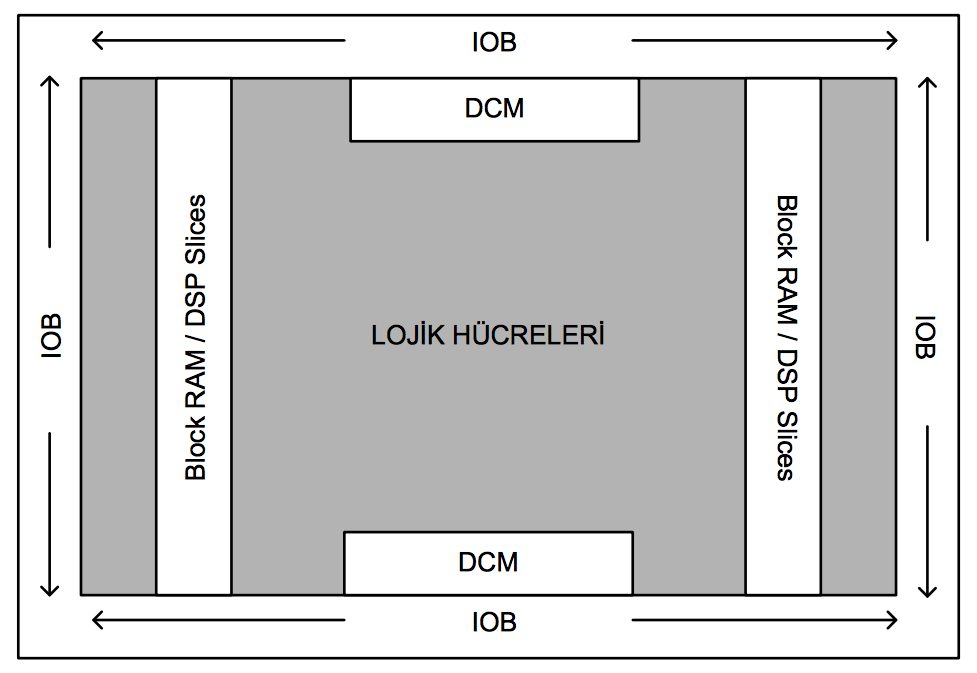 IOB
DCM
Block RAM / DSP Slices
Block RAM / DSP Slices
IOB
LOJİK HÜCRELERİ
IOB
DCM
IOB